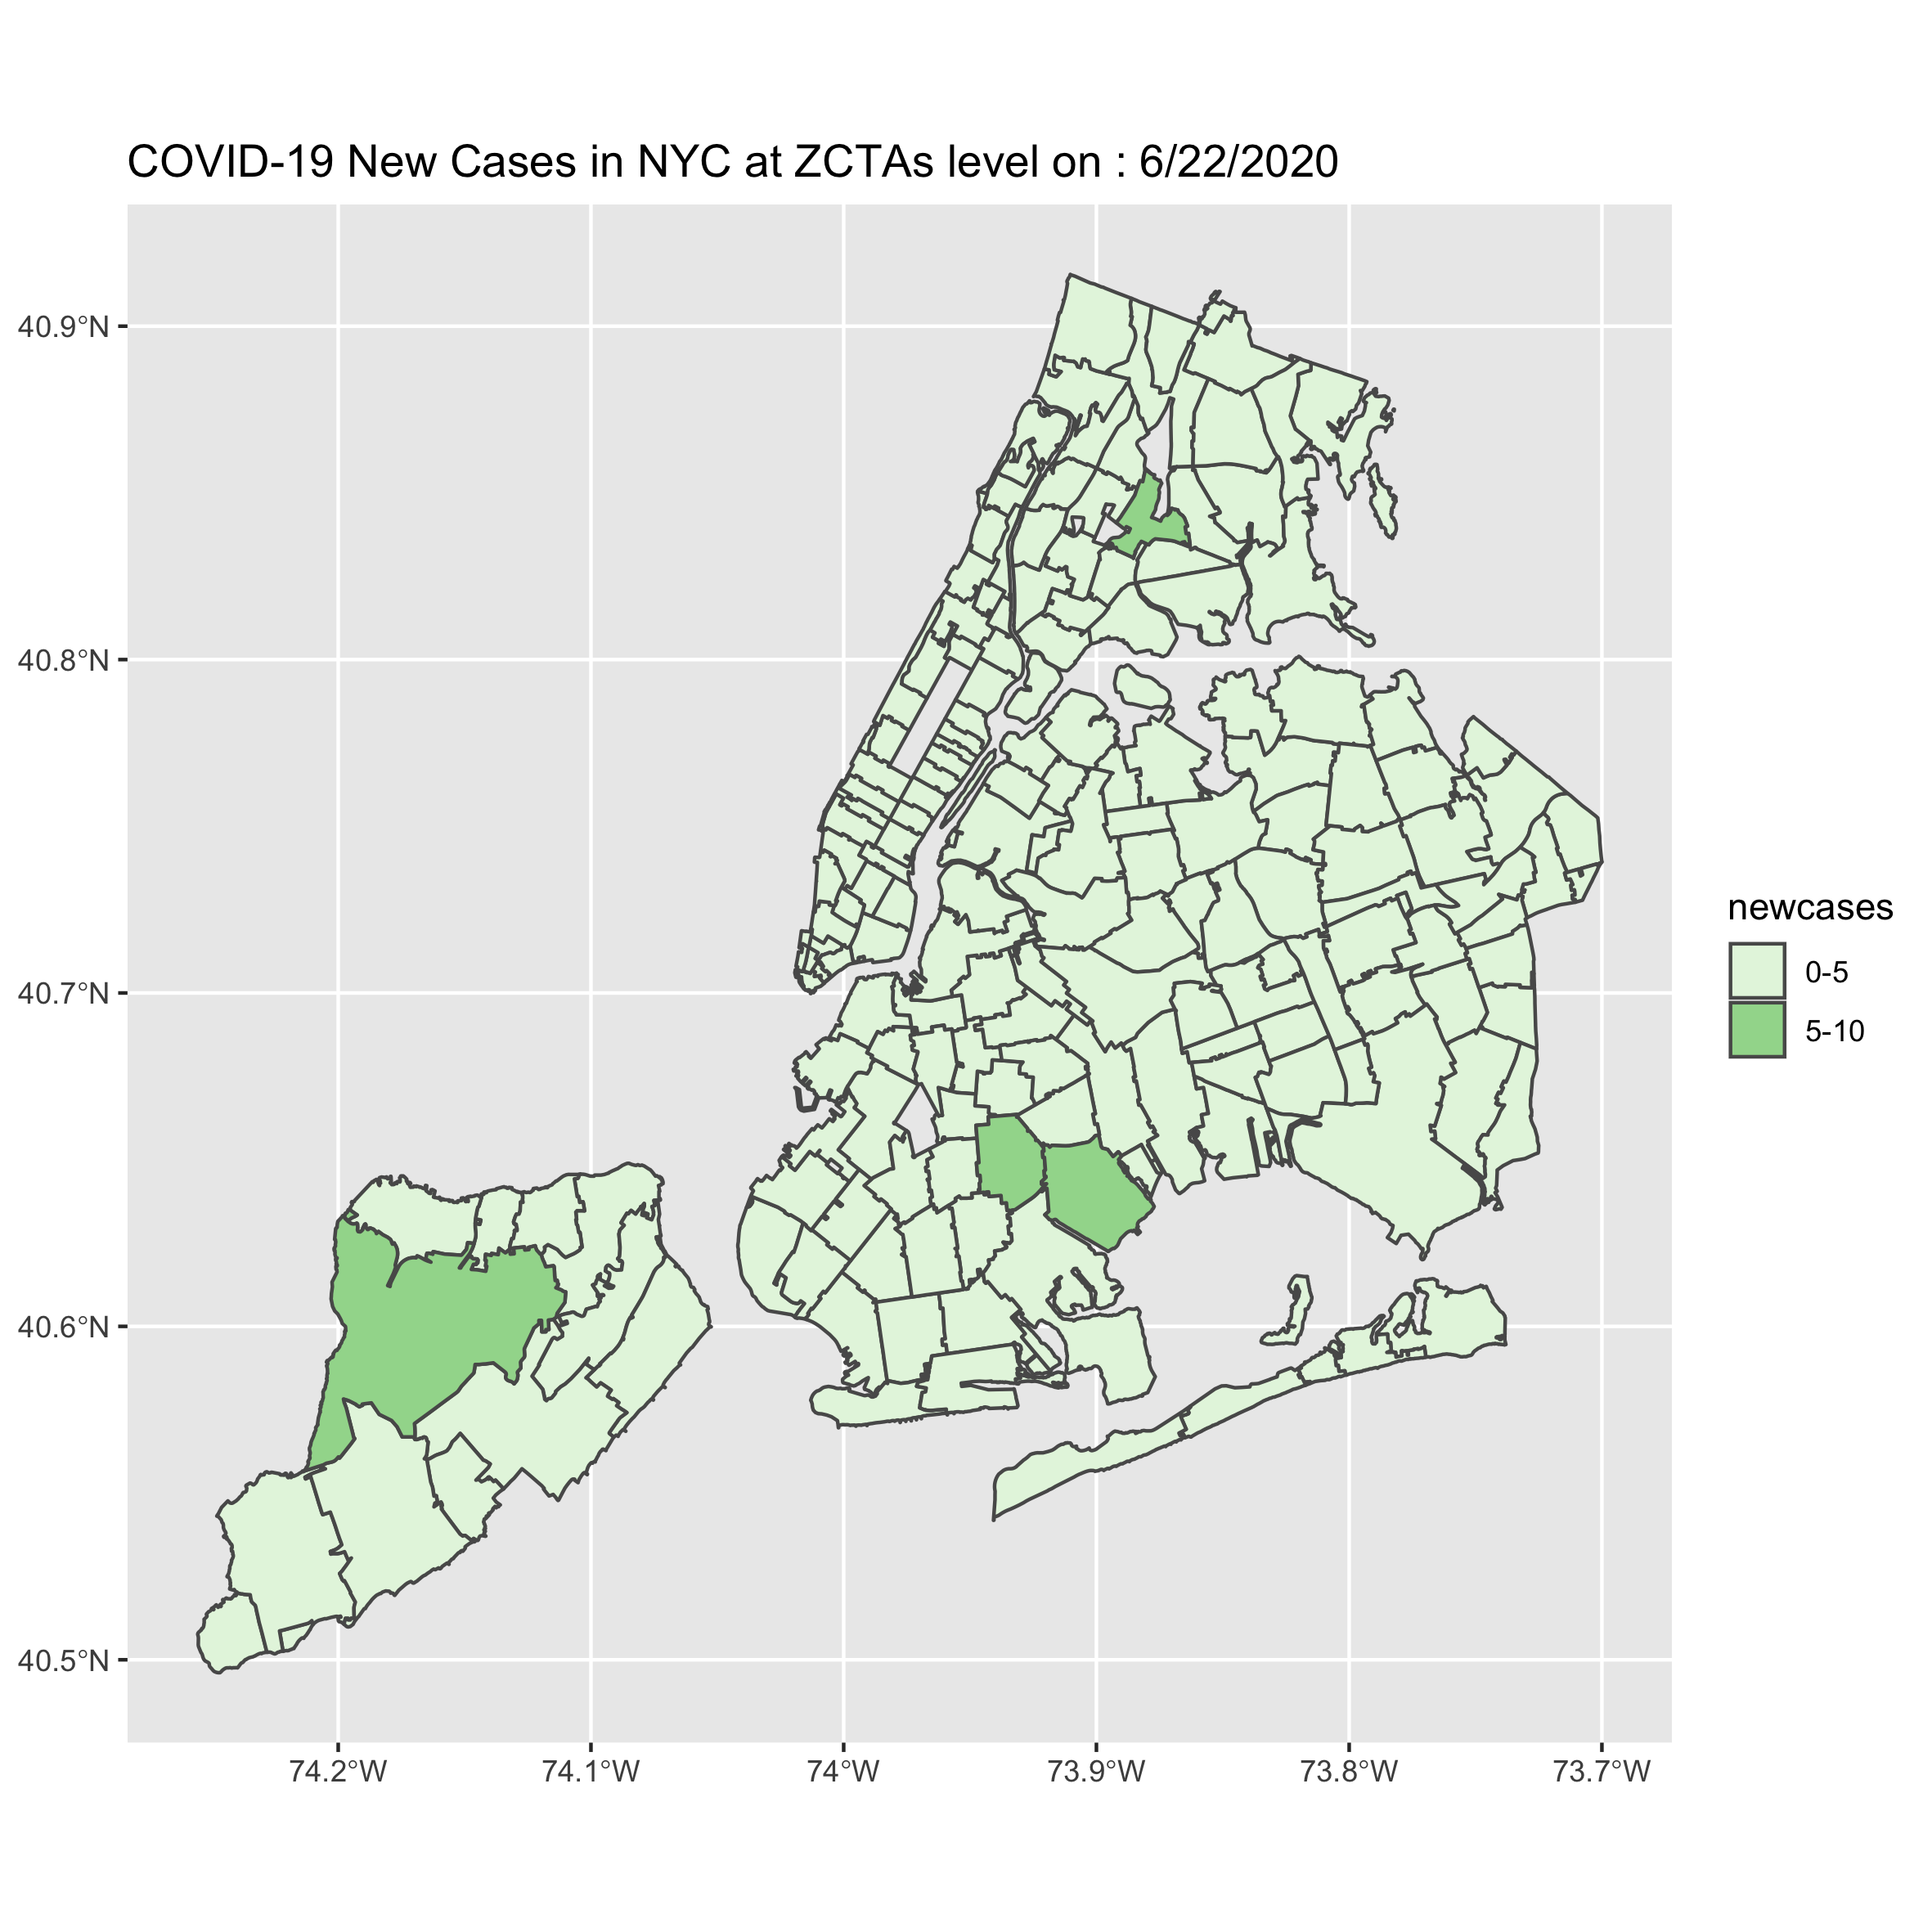 COVID-19 New Cases in NYC at ZCTAs level on : 6/22/2020
40.9°N
40.8°N
40.7°N
40.6°N
40.5°N
74.2°W
74.1°W
74°W
73.9°W
73.8°W
73.7°W
newcases
0-5
5-10